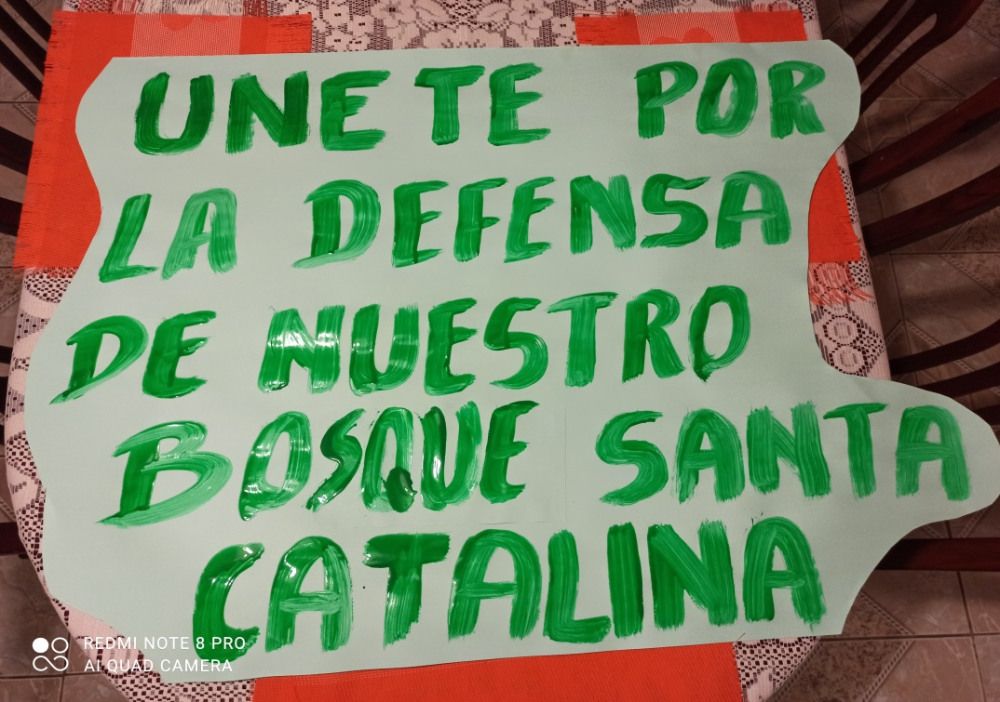 UNETE POR
LA DEFENSA
DE NUESTRO
BOSQUE SANTA
CATALINA
REDMI NOTE 8 PRO
AI QUAD CAMERA